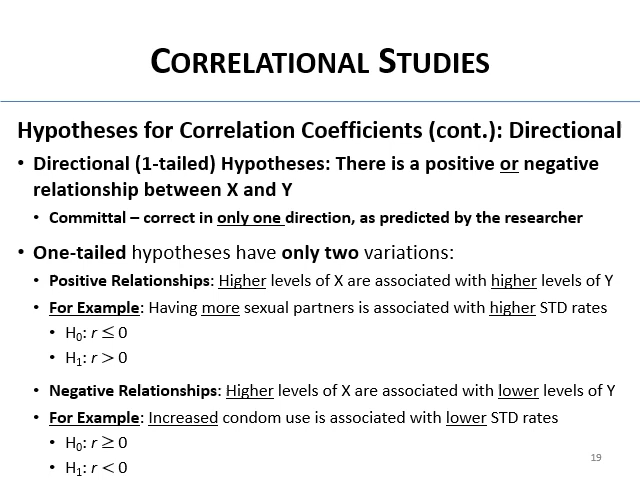 CORRELATIONAL STUDIES
Hypotheses for Correlation Coefficients (cont.): Directional
• Directional (1-tailed) Hypotheses: There is a positive or negative
relationship between X and Y
• Committal – correct in only one direction, as predicted by the researcher
• One-tailed hypotheses have only two variations:
• Positive Relationships: Higher levels of X are associated with higher levels of Y
• For Example: Having more sexual partners is associated with higher STD rates
• H₀: r ≤ 0
• H₁: r > 0
• Negative Relationships: Higher levels of X are associated with lower levels of Y
• For Example: Increased condom use is associated with lower STD rates
• H₀: r ≥ 0
• H₁: r < 0
19